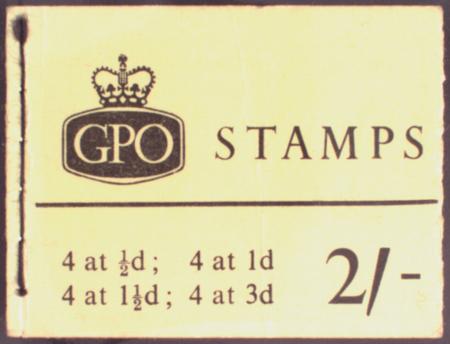 GPO STAMPS
4 at ½d; 4 at 1d
4 at 1½d; 4 at 3d
2/-